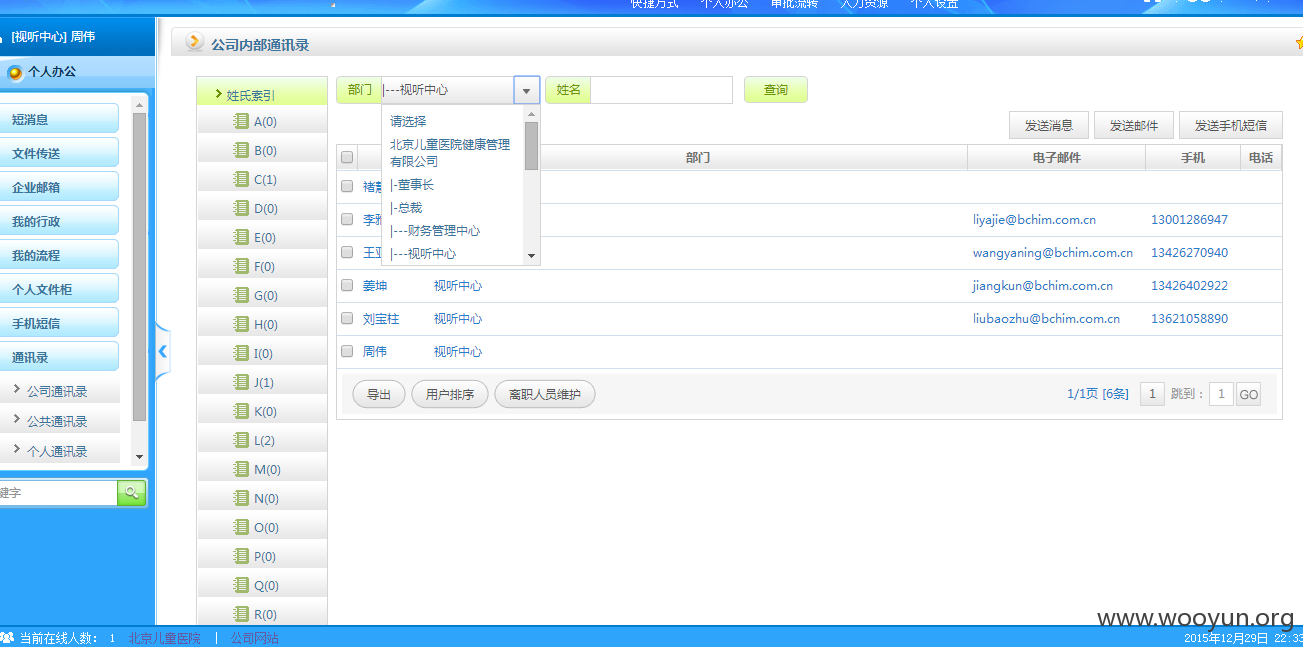 快捷方式 个人办公 审批流转 人力资源 个人设置
[视听中心] 周伟
个人办公
短消息
文件传送
企业邮箱
我的行政
我的流程
个人文件柜
手机短信
通讯录
公司通讯录
公共通讯录
个人通讯录
键字
公司内部通讯录
姓氏索引
A(0)
B(0)
C(1)
D(0)
E(0)
F(0)
G(0)
H(0)
I(0)
J(1)
K(0)
L(2)
M(0)
N(0)
O(0)
P(0)
Q(0)
R(0)
部门 |---视听中心 姓名 查询
请选择
北京儿童医院健康管理
有限公司
|-董事长
|-总裁
|---财务管理中心
|---视听中心
发送消息 发送邮件 发送手机短信
部门 电子邮件 手机 电话
褚
李 liyajie@bchim.com.cn 13001286947
王 wangyaning@bchim.com.cn 13426270940
姜坤 视听中心 jiangkun@bchim.com.cn 13426402922
刘宝柱 视听中心 liubaozhu@bchim.com.cn 13621058890
周伟 视听中心
导出 用户排序 离职人员维护 1/1页 [6条] 1 跳到： 1 GO
www.wooyun.org
当前在线人数： 1 北京儿童医院 | 公司网站 2015年12月29日 22:33